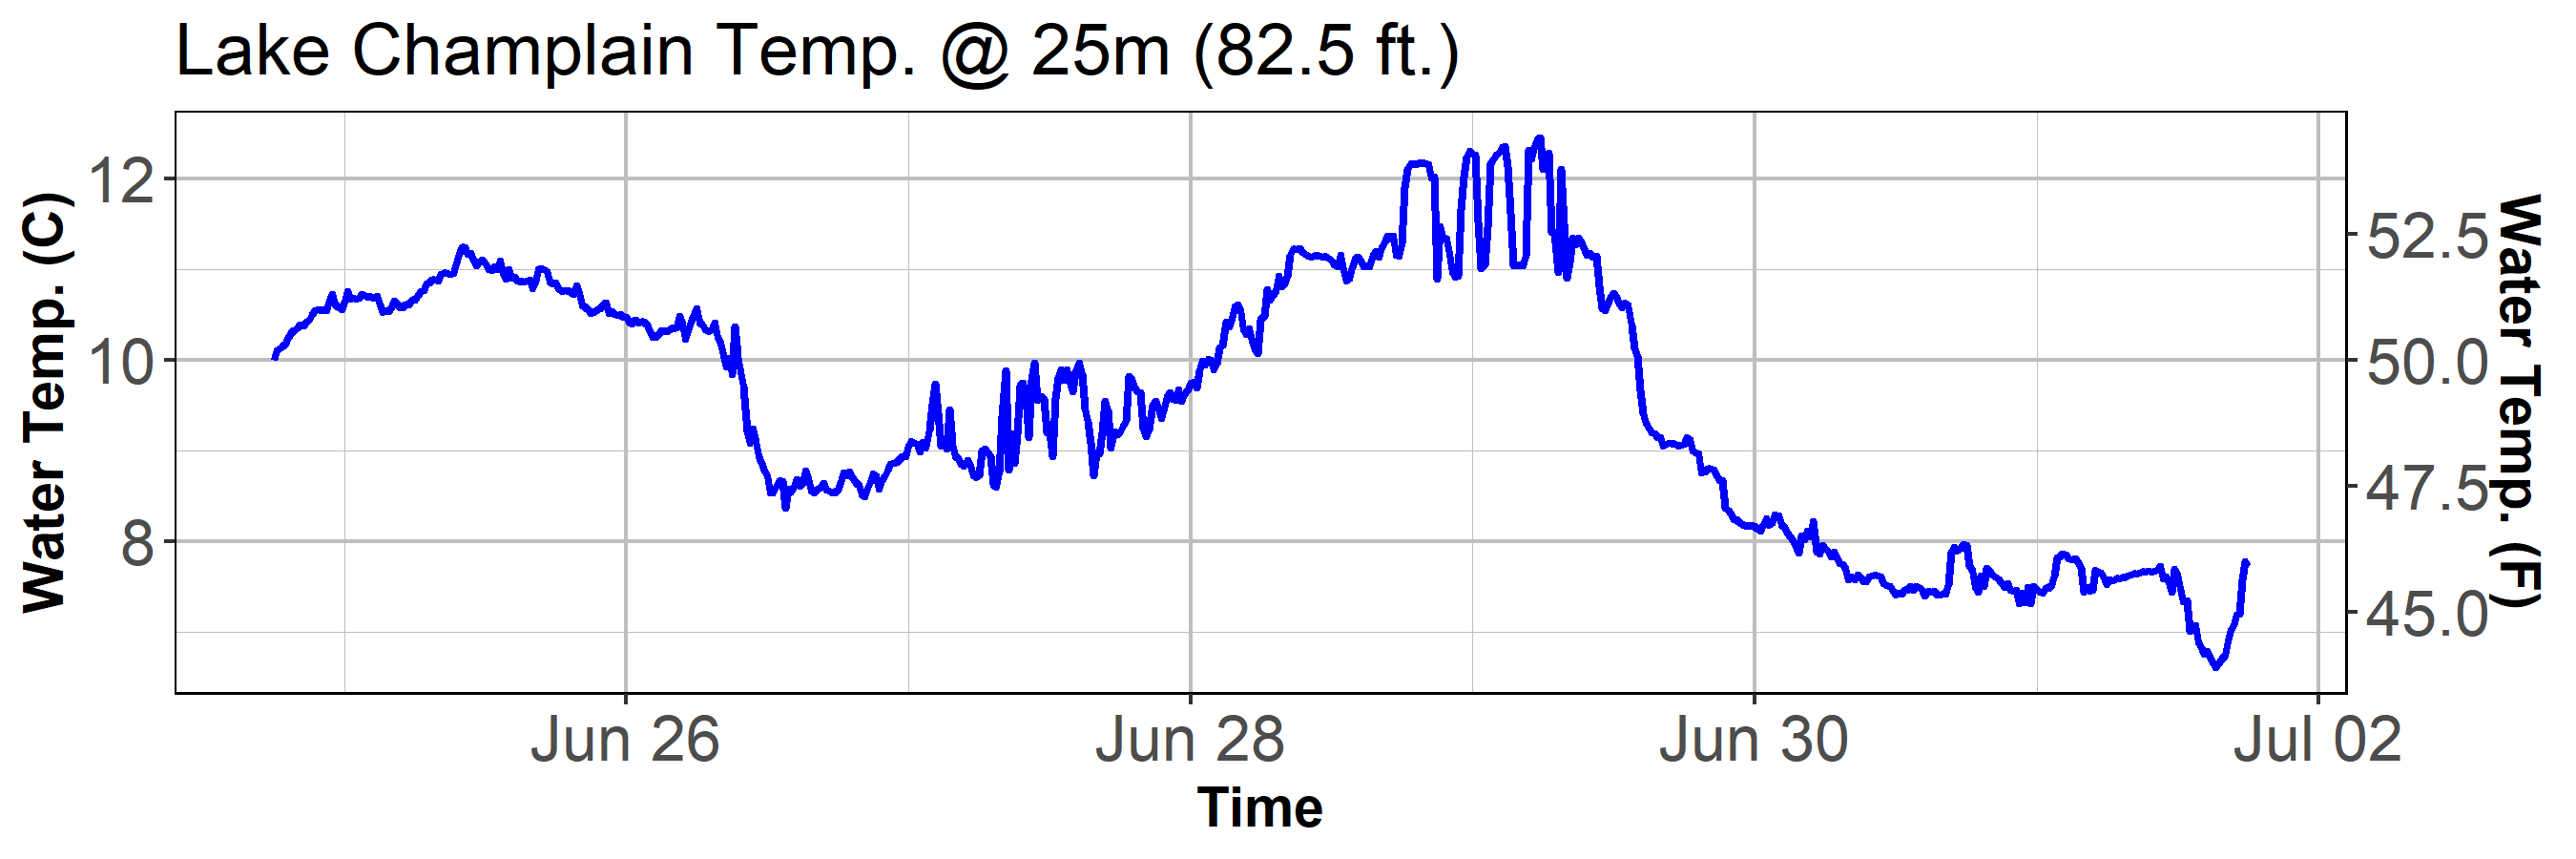 Lake Champlain Temp. @ 25m (82.5 ft.)
Water Temp. (C)
12
10
8
52.5
50.0
47.5
45.0
Water Temp. (F)
Jun 26
Jun 28
Jun 30
Jul 02
Time